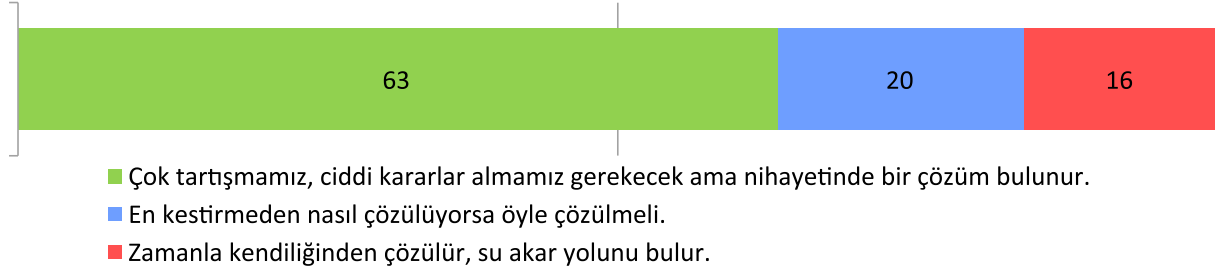 63 20 16
Çok tartışmamız, ciddi kararlar almamız gerekecek ama nihayetinde bir çözüm bulunur.
En kestirmeden nasıl çözülüyorsa öyle çözülmeli.
Zamanla kendiliğinden çözülür, su akar yolunu bulur.